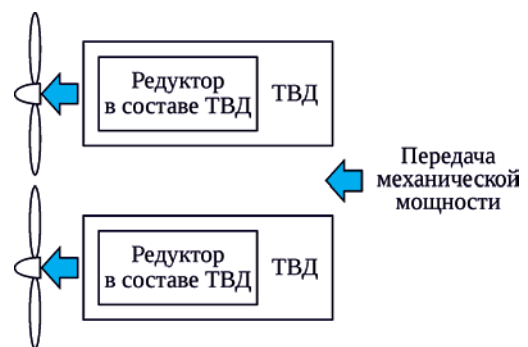 Редуктор
в составе ТВД
ТВД
Передача
механической
мощности
Редуктор
в составе ТВД
ТВД